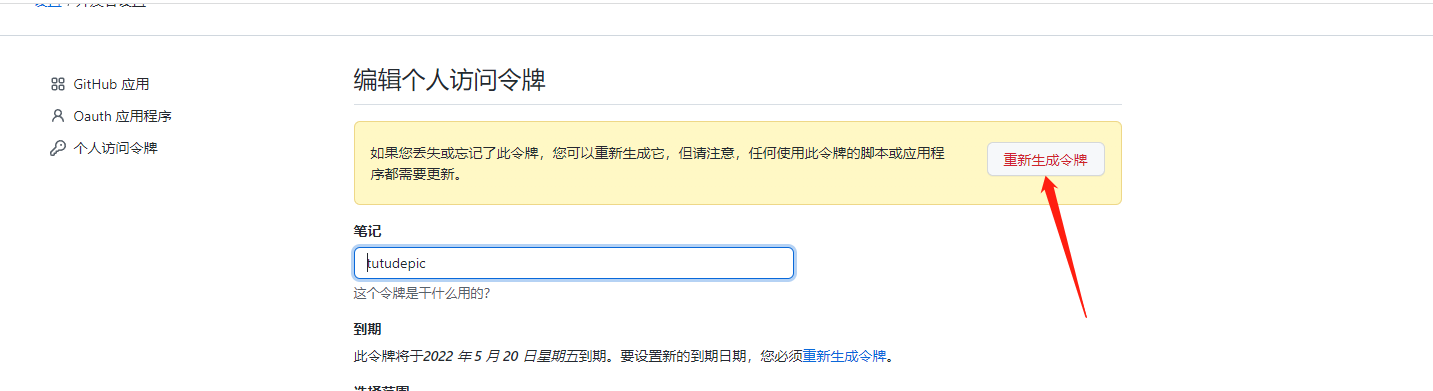 GitHub 应用
Oauth 应用程序
个人访问令牌
编辑个人访问令牌
如果您丢失或忘记了此令牌，您可以重新生成它，但请注意，任何使用此令牌的脚本或应用程
序都需要更新。
重新生成令牌
笔记
tutudepic
这个令牌是干什么用的？
到期
此令牌将于2022 年 5 月 20 日星期五到期。要设置新的到期日期，您必须重新生成令牌。